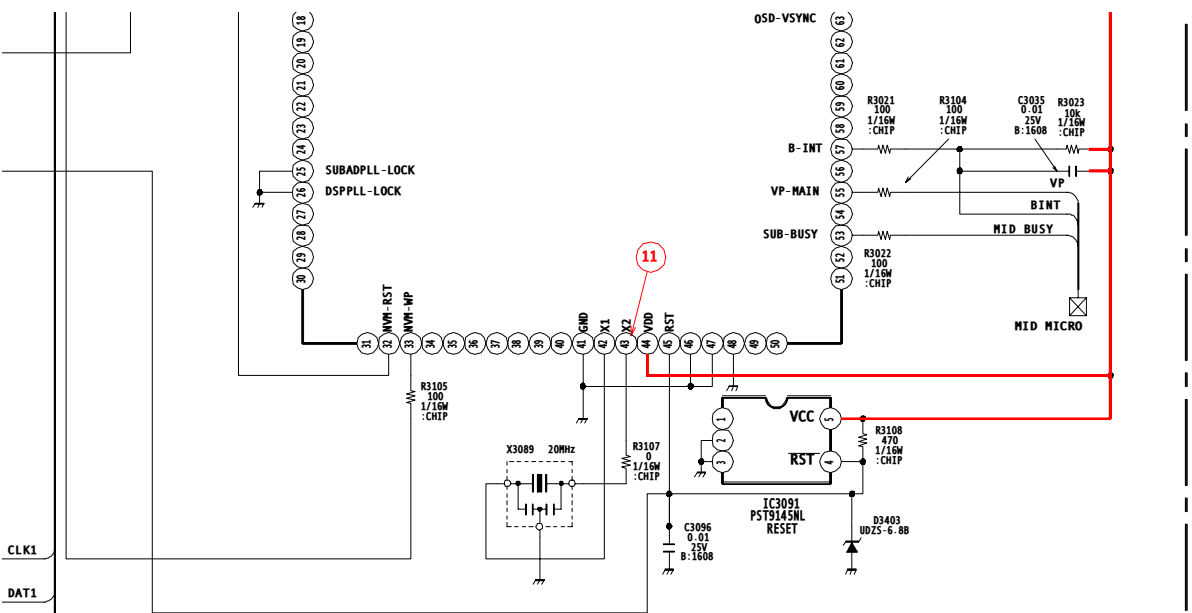 OSD-VSYNC
18
19
20
21
22
23
24
25
26
27
28
29
30
SUBADPLL-LOCK
DSPPLL-LOCK
63
62
61
60
59
58
57
56
55
54
53
52
51
B-INT
VP-MAIN
SUB-BUSY
R3021
100
1/16W
:CHIP
R3104
100
1/16W
:CHIP
C3035
0.01
25V
B:1608
R3023
10k
1/16W
:CHIP
VP
BINT
MID BUSY
R3022
100
1/16W
:CHIP
MID MICRO
11
NVM-RST
NVM-WP
GND
X1
X2
VDD
RST
31
32
33
34
35
36
37
38
39
40
41
42
43
44
45
46
47
48
49
50
R3105
100
1/16W
:CHIP
X3089 20MHz
R3107
0
1/16W
:CHIP
1
2
3
VCC
5
RST
4
R3108
470
1/16W
:CHIP
IC3091
PST9145NL
RESET
C3096
0.01
25V
B:1608
D3403
UDZS-6.8B
CLK1
DAT1